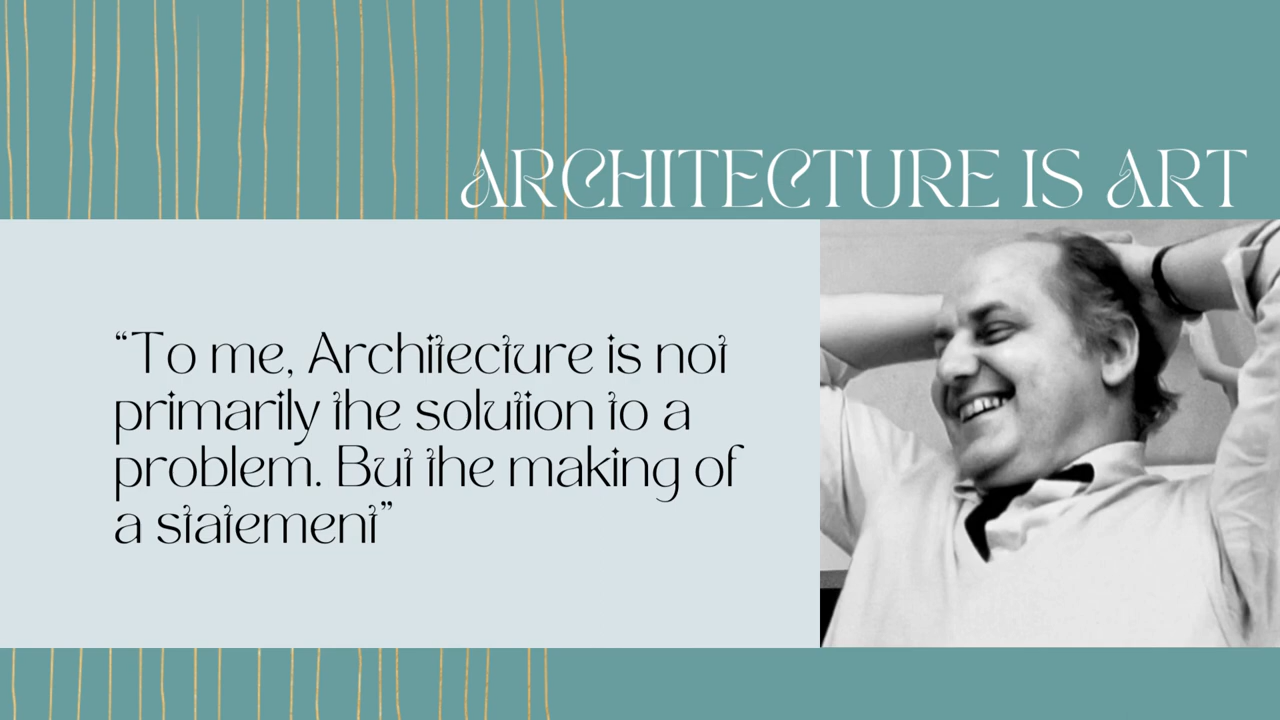 ARCHITECTURE IS ART
“To me, Architecture is not
primarily the solution to a
problem. But the making of
a statement”